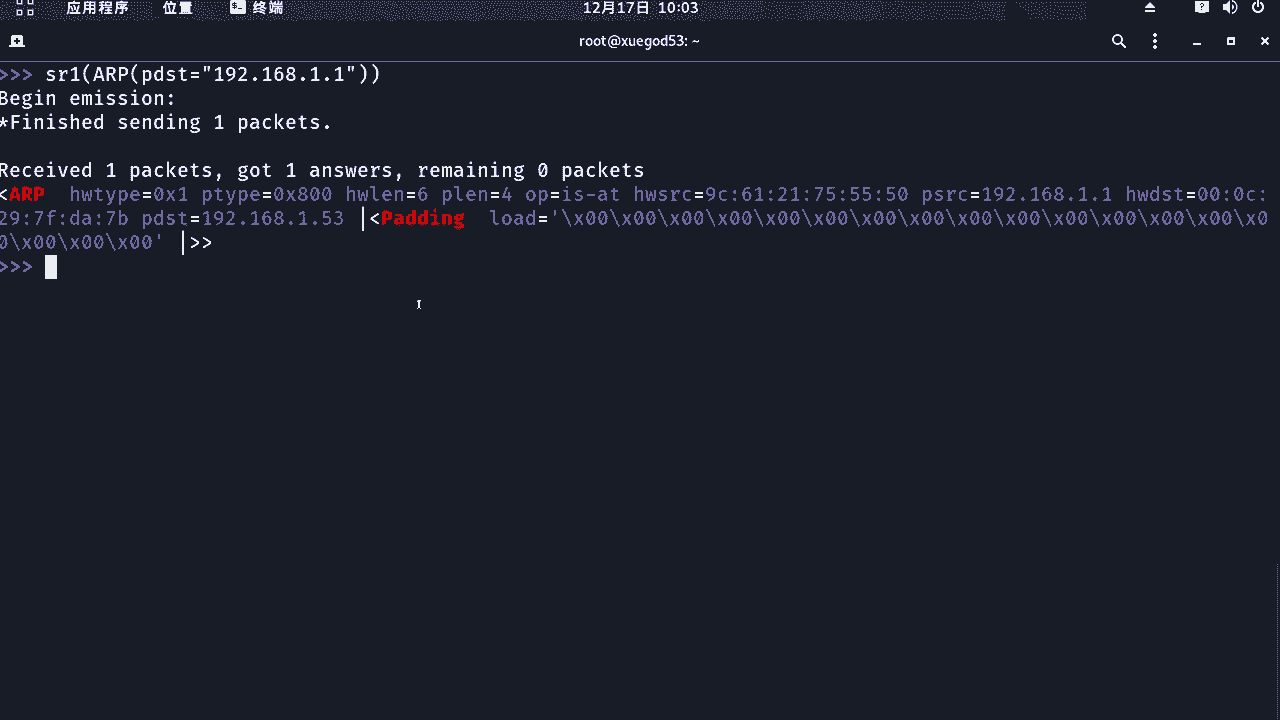 应用程序 位置 终端 12月17日 10:03
root@xuegod53: ~
>>> sr1(ARP(pdst="192.168.1.1"))
Begin emission:
*Finished sending 1 packets.
Received 1 packets, got 1 answers, remaining 0 packets
<ARP  hwtype=0x1 ptype=0x800 hwlen=6 plen=4 op=is-at hwsrc=9c:61:21:75:55:50 psrc=192.168.1.1 hwdst=00:0c:
29:7f:da:7b pdst=192.168.1.53 |<Padding  load='\x00\x00\x00\x00\x00\x00\x00\x00\x00\x00\x00\x00\x00\x00\x0
0\x00\x00\x00' |>>
>>>